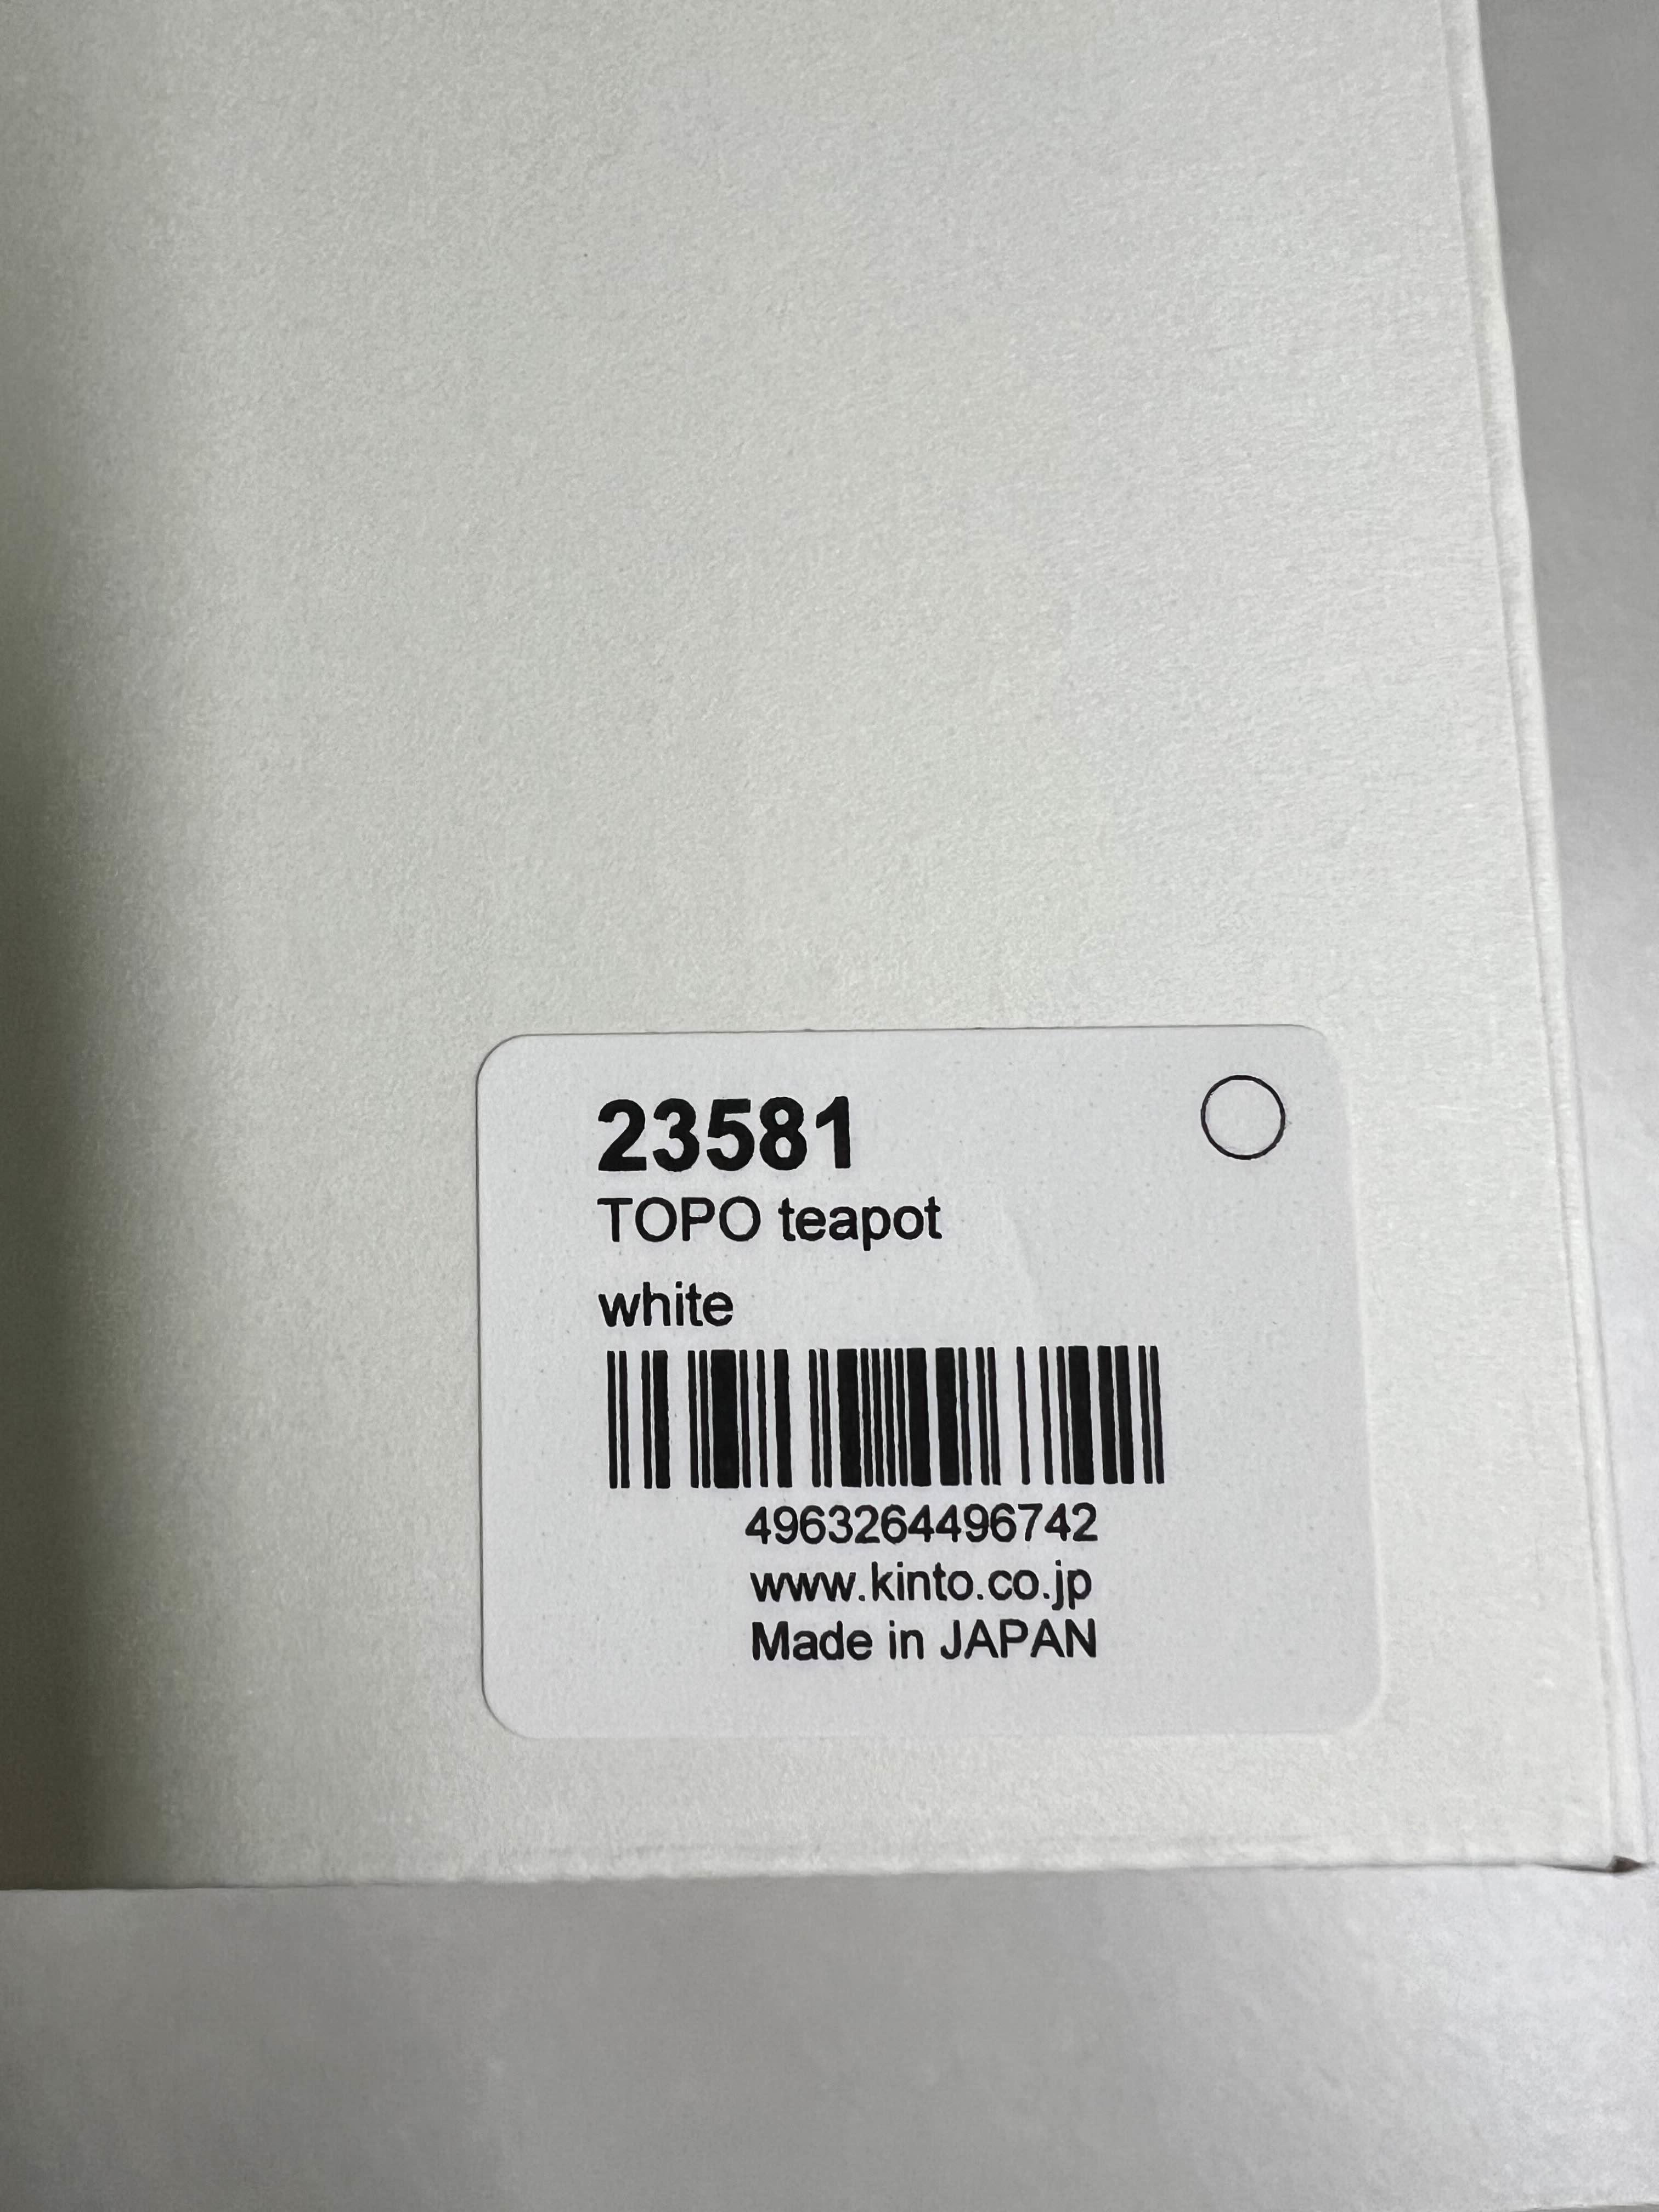 23581
TOPO teapot
white
4963264496742
www.kinto.co.jp
Made in JAPAN